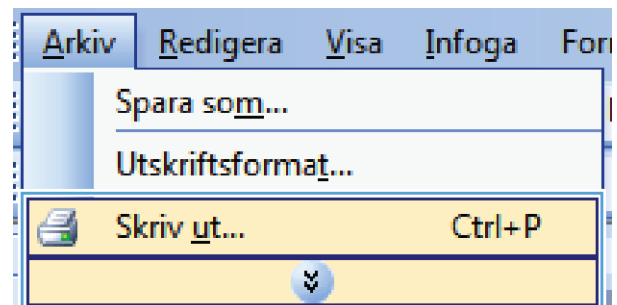 Arkiv Redigera Visa Infoga
Spara som...
Utskriftsformat...
Skriv ut... Ctrl+P